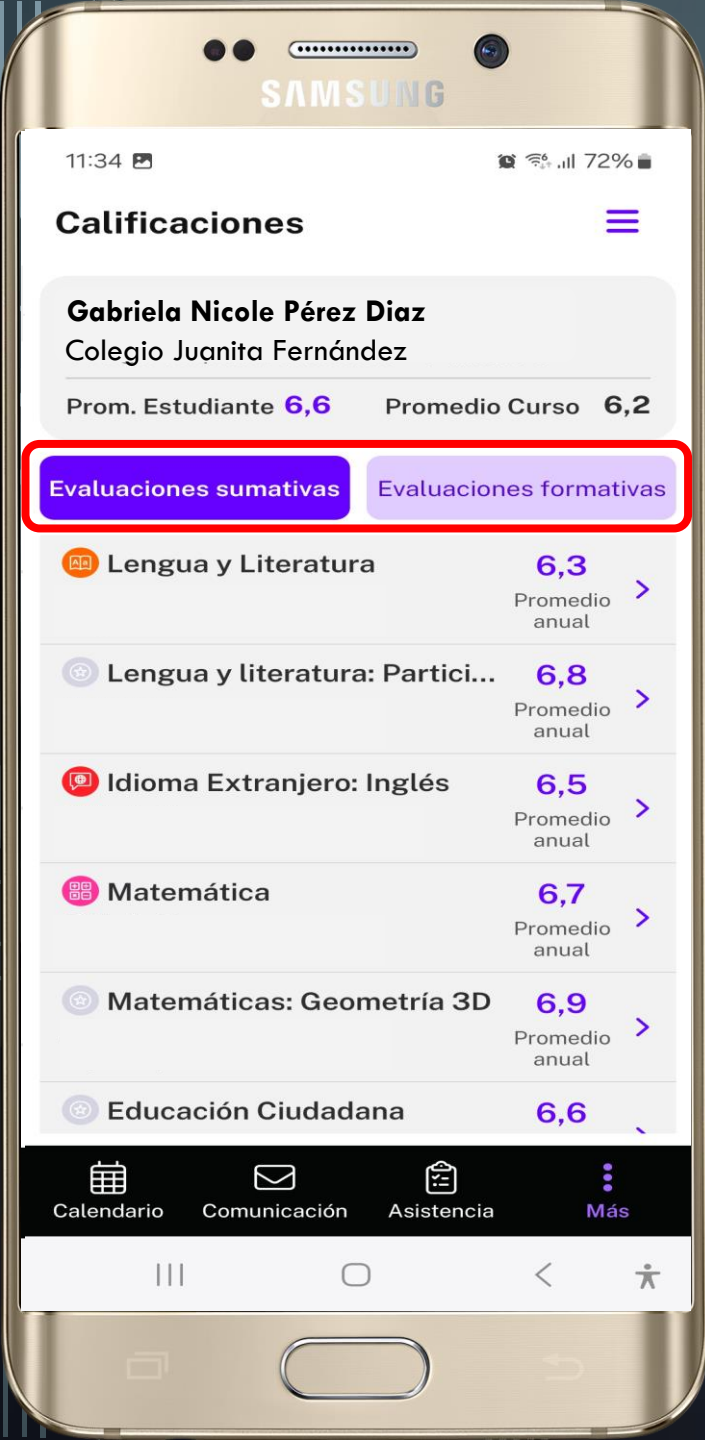 SAMSUNG
11:34 72%
Calificaciones
Gabriela Nicole Pérez Diaz
Colegio Juanita Fernández
Prom. Estudiante 6,6 Promedio Curso 6,2
Evaluaciones sumativas Evaluaciones formativas
Lengua y Literatura 6,3
Promedio
anual
Lengua y literatura: Partici... 6,8
Promedio
anual
Idioma Extranjero: Inglés 6,5
Promedio
anual
Matemática 6,7
Promedio
anual
Matemáticas: Geometría 3D 6,9
Promedio
anual
Educación Ciudadana 6,6
Calendario Comunicación Asistencia Más